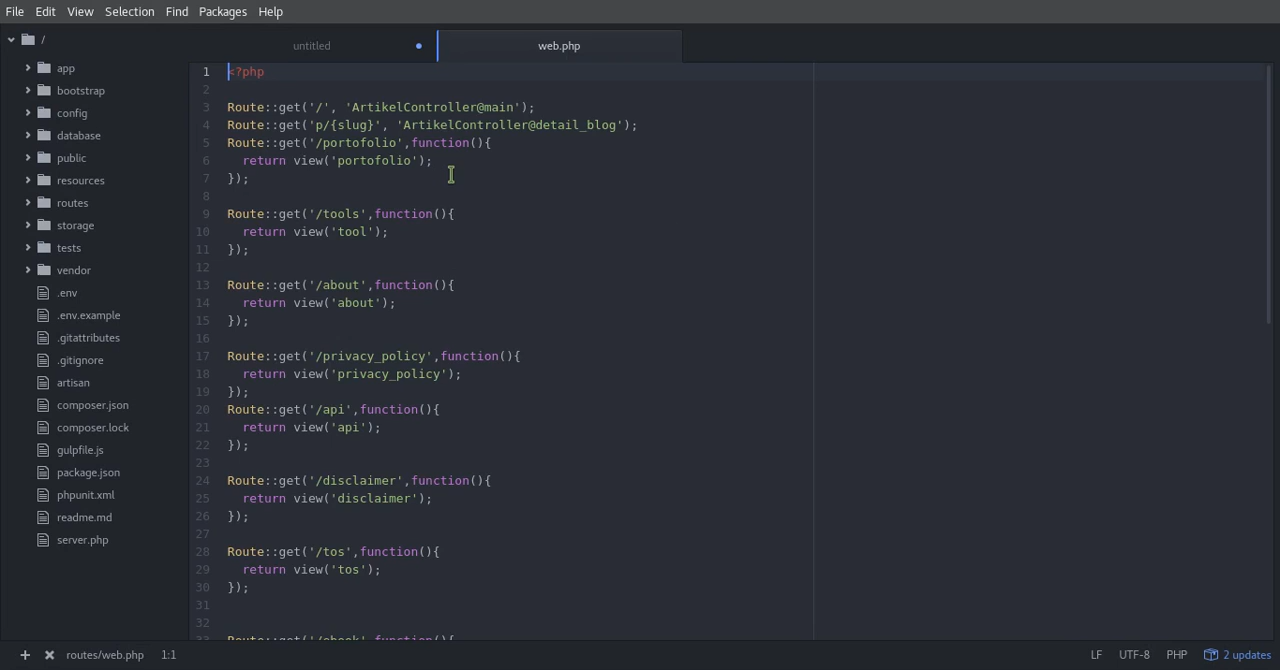 File Edit View Selection Find Packages Help
/
app
bootstrap
config
database
public
resources
routes
storage
tests
vendor
.env
.env.example
.gitattributes
.gitignore
artisan
composer.json
composer.lock
gulpfile.js
package.json
phpunit.xml
readme.md
server.php
untitled web.php
1 <?php
2
3 Route::get('/', 'ArtikelController@main');
4 Route::get('p/{slug}', 'ArtikelController@detail_blog');
5 Route::get('/portofolio',function(){
6 return view('portofolio');
7 });
8
9 Route::get('/tools',function(){
10 return view('tool');
11 });
12
13 Route::get('/about',function(){
14 return view('about');
15 });
16
17 Route::get('/privacy_policy',function(){
18 return view('privacy_policy');
19 });
20 Route::get('/api',function(){
21 return view('api');
22 });
23
24 Route::get('/disclaimer',function(){
25 return view('disclaimer');
26 });
27
28 Route::get('/tos',function(){
29 return view('tos');
30 });
31
32
33 Route::get('/ebook',function(){
routes/web.php 1:1 LF UTF-8 PHP 2 updates